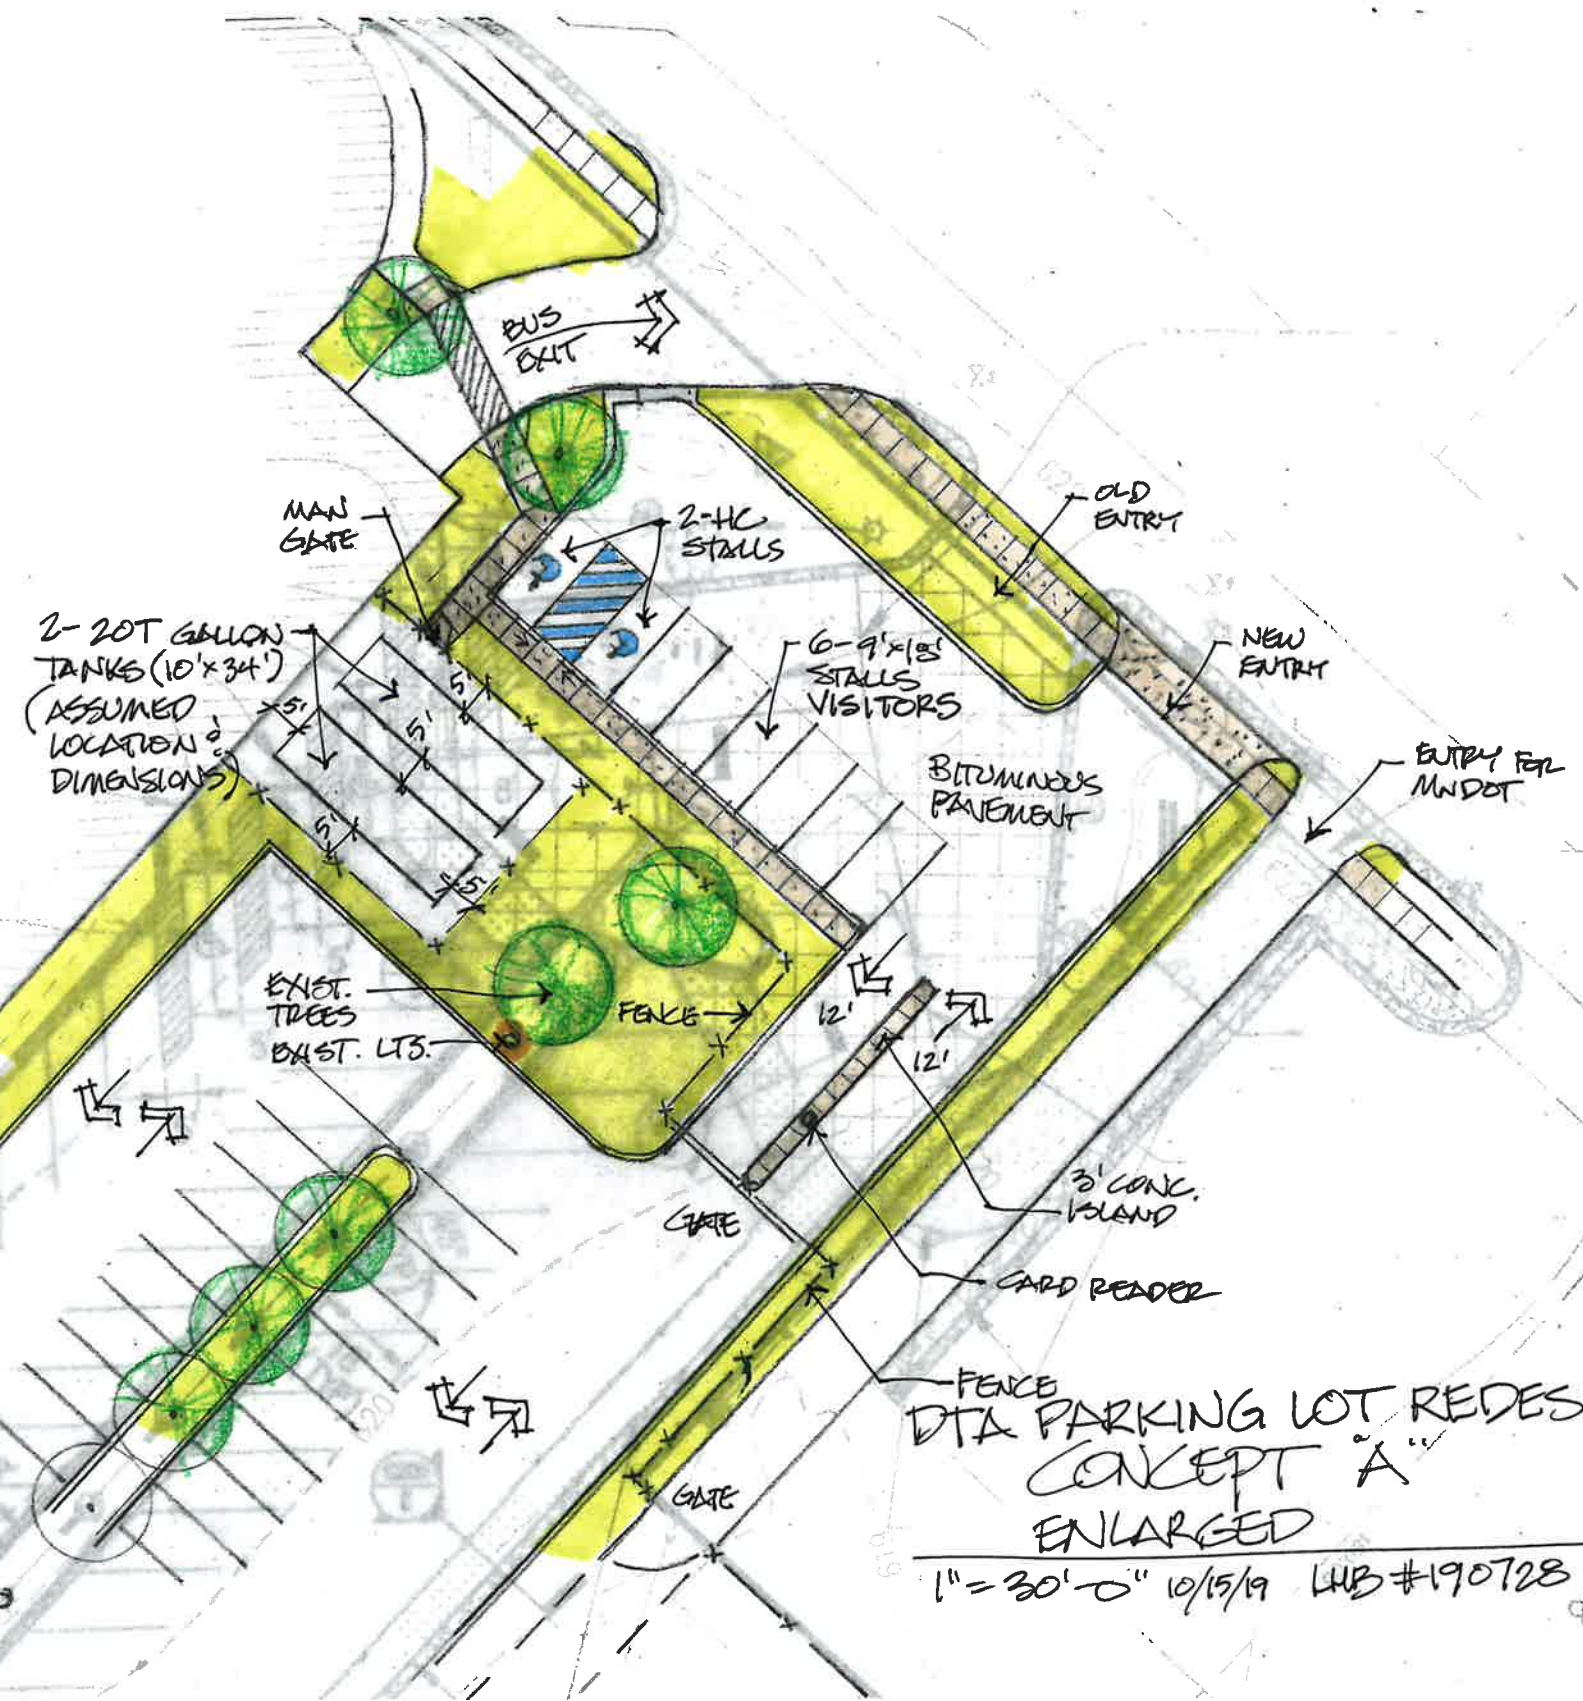 BUS
EXIT
MAN
GATE
2-HC
STALLS
OLD
ENTRY
2-20T GALLON
TANKS (10'x34')
(ASSUMED
LOCATION &
DIMENSIONS)
5'
5'
5'
5'
5'
6-9'x18'
STALLS
VISITORS
NEW
ENTRY
BITUMINOUS
PAVEMENT
ENTRY FOR
MNDOT
EXIST.
TREES
EXIST. LTS.
FENCE
12'
12'
3' CONC.
ISLAND
GATE
CARD READER
FENCE
GATE
DTA PARKING LOT REDES
CONCEPT "A"
ENLARGED
1"=30'-0" 10/15/19 LHB #190728